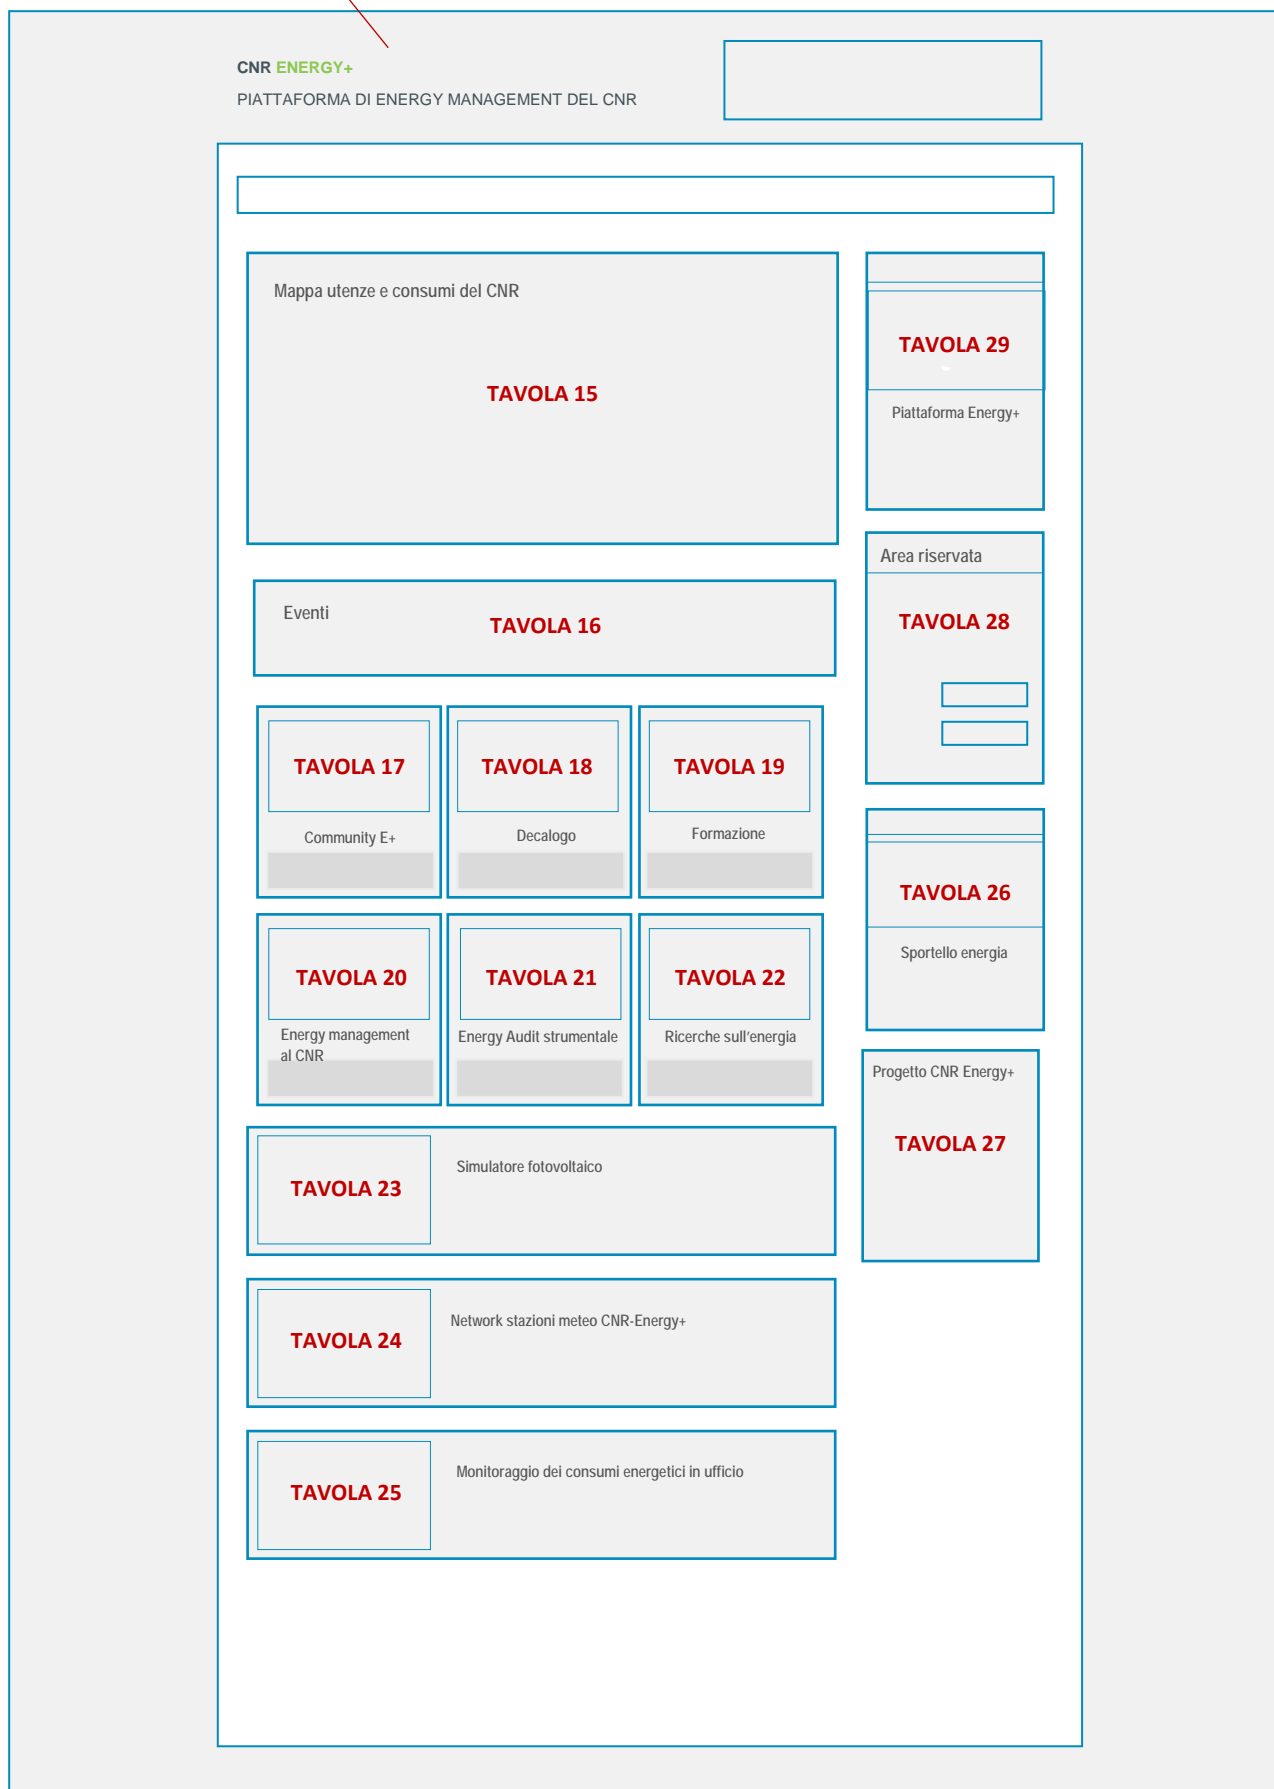 CNR ENERGY+
PIATTAFORMA DI ENERGY MANAGEMENT DEL CNR
Mappa utenze e consumi del CNR
TAVOLA 15
Eventi
TAVOLA 16
TAVOLA 17
Community E+
TAVOLA 18
Decalogo
TAVOLA 19
Formazione
TAVOLA 20
Energy management
al CNR
TAVOLA 21
Energy Audit strumentale
TAVOLA 22
Ricerche sull'energia
TAVOLA 23
Simulatore fotovoltaico
TAVOLA 24
Network stazioni meteo CNR-Energy+
TAVOLA 25
Monitoraggio dei consumi energetici in ufficio
TAVOLA 29
Piattaforma Energy+
Area riservata
TAVOLA 28
TAVOLA 26
Sportello energia
Progetto CNR Energy+
TAVOLA 27